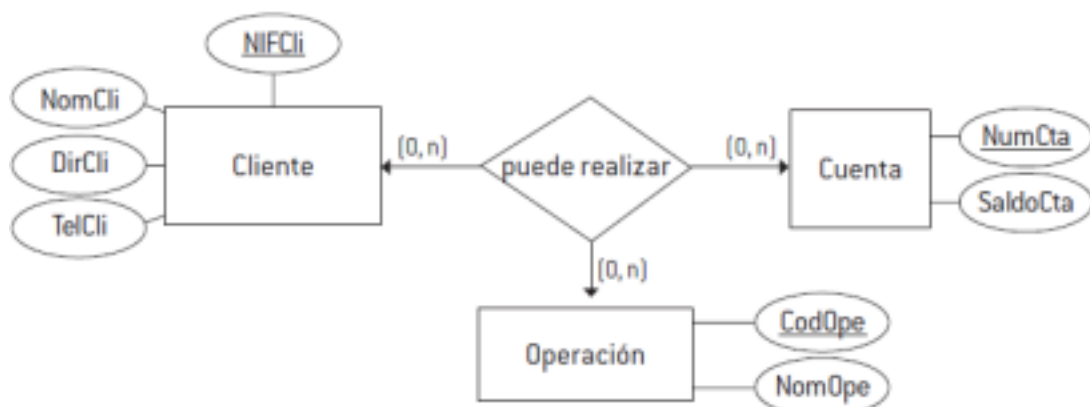 NIFCli
NomCli
DirCli
TelCli
Cliente
(0, n)
puede realizar
(0, n)
Cuenta
NumCta
SaldoCta
(0, n)
Operación
CodOpe
NomOpe